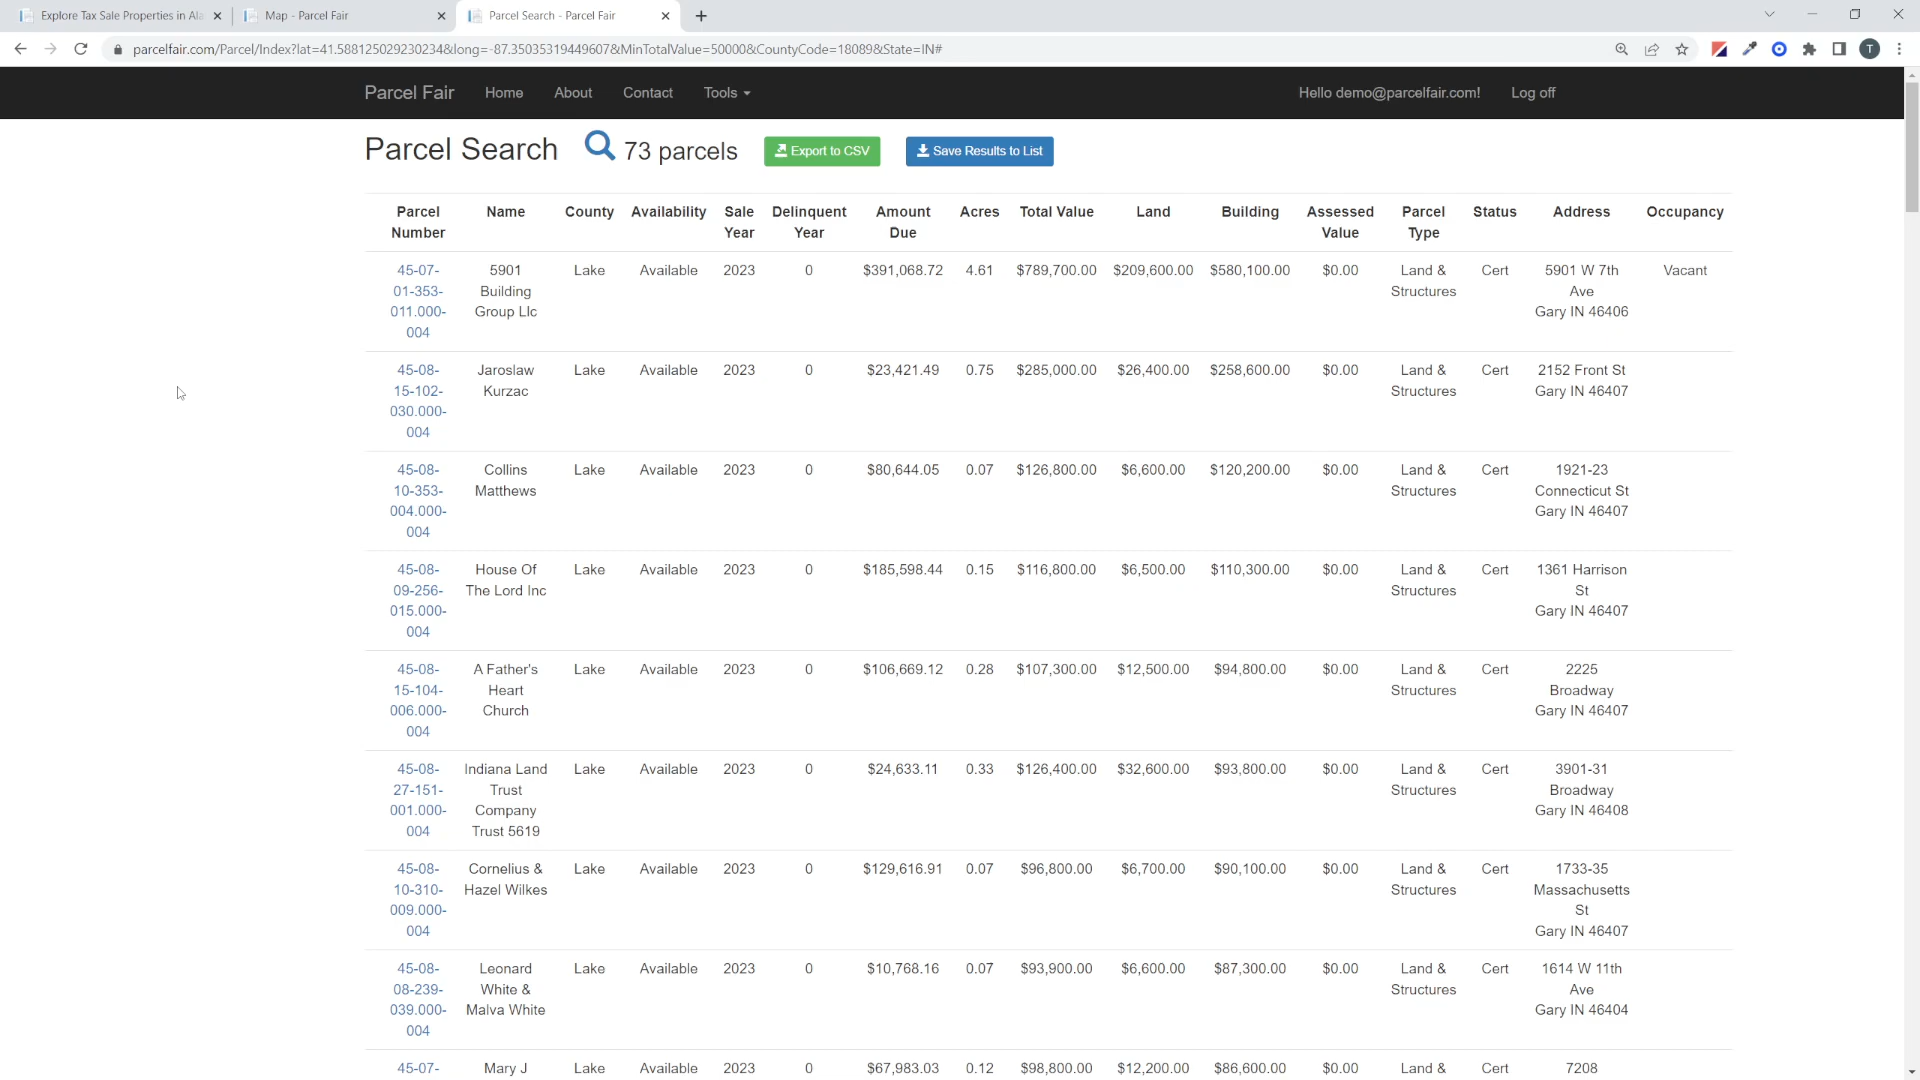 Explore Tax Sale Properties in Ala
Map - Parcel Fair
Parcel Search - Parcel Fair
parcelfair.com/Parcel/Index?lat=41.588125029230234&long=-87.35035319449607&MinTotalValue=50000&CountyCode=18089&State=IN#
T
Parcel Fair Home About Contact Tools Hello demo@parcelfair.com! Log off
Parcel Search 73 parcels Export to CSV Save Results to List
Parcel Number Name County Availability Sale Year Delinquent Year Amount Due Acres Total Value Land Building Assessed Value Parcel Type Status Address Occupancy
45-07-01-353-011.000-004 5901 Building Group Llc Lake Available 2023 0 $391,068.72 4.61 $789,700.00 $209,600.00 $580,100.00 $0.00 Land & Structures Cert 5901 W 7th Ave Gary IN 46406 Vacant
45-08-15-102-030.000-004 Jaroslaw Kurzac Lake Available 2023 0 $23,421.49 0.75 $285,000.00 $26,400.00 $258,600.00 $0.00 Land & Structures Cert 2152 Front St Gary IN 46407
45-08-10-353-004.000-004 Collins Matthews Lake Available 2023 0 $80,644.05 0.07 $126,800.00 $6,600.00 $120,200.00 $0.00 Land & Structures Cert 1921-23 Connecticut St Gary IN 46407
45-08-09-256-015.000-004 House Of The Lord Inc Lake Available 2023 0 $185,598.44 0.15 $116,800.00 $6,500.00 $110,300.00 $0.00 Land & Structures Cert 1361 Harrison St Gary IN 46407
45-08-15-104-006.000-004 A Father's Heart Church Lake Available 2023 0 $106,669.12 0.28 $107,300.00 $12,500.00 $94,800.00 $0.00 Land & Structures Cert 2225 Broadway Gary IN 46407
45-08-27-151-001.000-004 Indiana Land Trust Company Trust 5619 Lake Available 2023 0 $24,633.11 0.33 $126,400.00 $32,600.00 $93,800.00 $0.00 Land & Structures Cert 3901-31 Broadway Gary IN 46408
45-08-10-310-009.000-004 Cornelius & Hazel Wilkes Lake Available 2023 0 $129,616.91 0.07 $96,800.00 $6,700.00 $90,100.00 $0.00 Land & Structures Cert 1733-35 Massachusetts St Gary IN 46407
45-08-08-239-039.000-004 Leonard White & Malva White Lake Available 2023 0 $10,768.16 0.07 $93,900.00 $6,600.00 $87,300.00 $0.00 Land & Structures Cert 1614 W 11th Ave Gary IN 46404
45-07- Mary J Lake Available 2023 0 $67,983.03 0.12 $98,800.00 $12,200.00 $86,600.00 $0.00 Land & Cert 7208